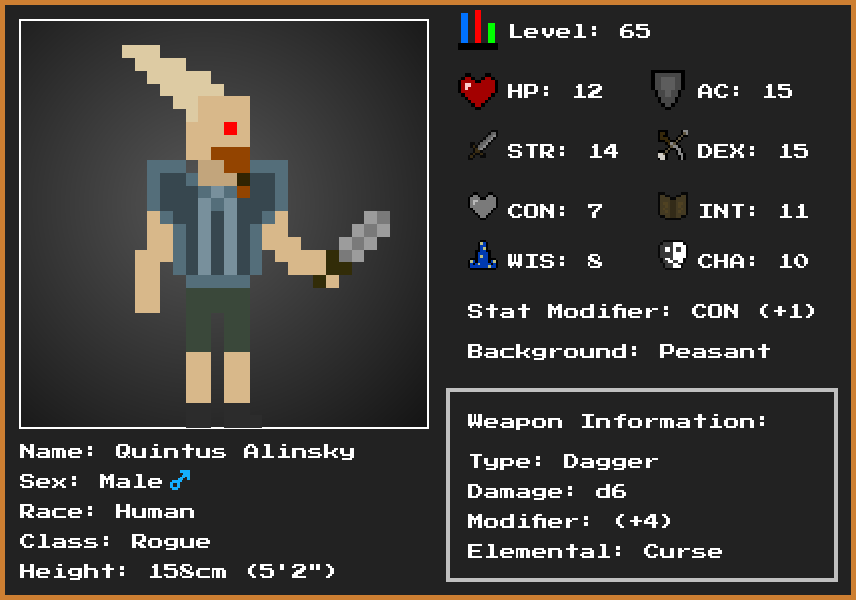 Level: 65
HP: 12 AC: 15
STR: 14 DEX: 15
CON: 7 INT: 11
WIS: 8 CHA: 10
Stat Modifier: CON (+1)
Background: Peasant
Weapon Information:
Type: Dagger
Damage: d6
Modifier: (+4)
Elemental: Curse
Name: Quintus Alinsky
Sex: Male♂
Race: Human
Class: Rogue
Height: 158cm (5'2")